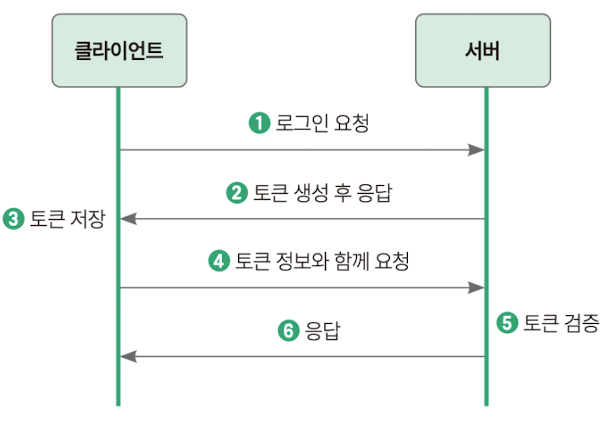 클라이언트
서버
1 로그인 요청
2 토큰 생성 후 응답
3 토큰 저장
4 토큰 정보와 함께 요청
5 토큰 검증
6 응답